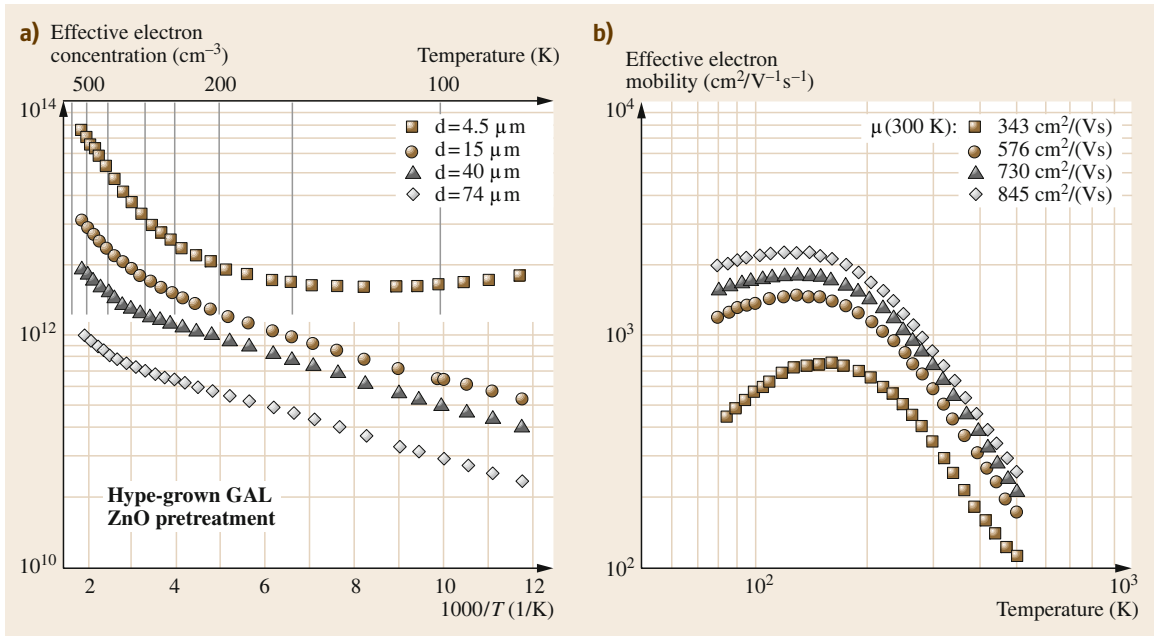 a) Effective electron
concentration (cm⁻³)
Temperature (K)
500 200 100
10¹⁴
10¹²
10¹⁰
d = 4.5 μm
d = 15 μm
d = 40 μm
d = 74 μm
Hype-grown GAL
ZnO pretreatment
2 4 6 8 10 12
1000/T (1/K)
b)
Effective electron
mobility (cm²/V⁻¹s⁻¹)
10⁴
10³
10²
μ (300 K): 343 cm²/(Vs)
576 cm²/(Vs)
730 cm²/(Vs)
845 cm²/(Vs)
10² 10³
Temperature (K)